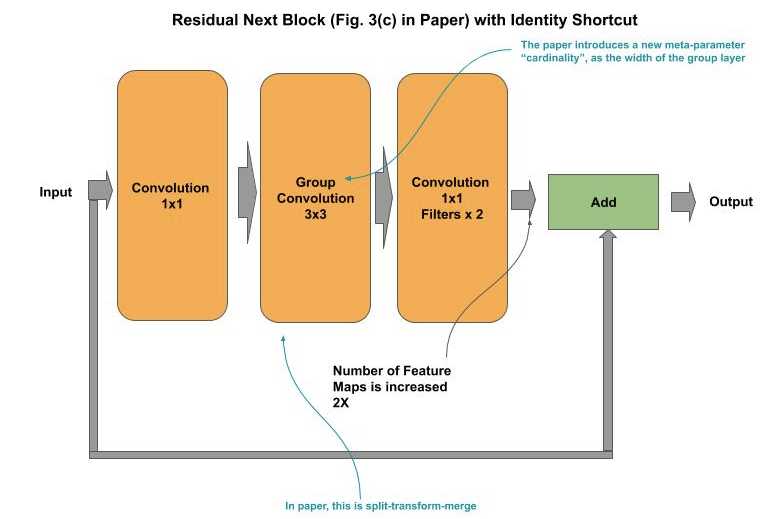 Residual Next Block (Fig. 3(c) in Paper) with Identity Shortcut
The paper introduces a new meta-parameter
“cardinality”, as the width of the group layer
Input
Convolution
1x1
Group
Convolution
3x3
Convolution
1x1
Filters x 2
Add
Output
Number of Feature
Maps is increased
2X
In paper, this is split-transform-merge